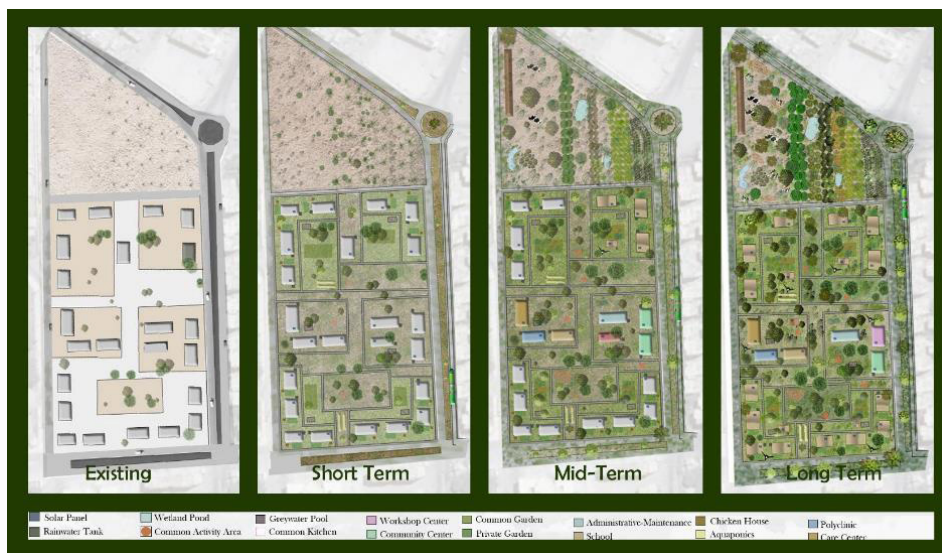 Existing
Short Term
Mid-Term
Long Term
Solar Panel
Wetland Pond
Greywater Pool
Workshop Center
Common Garden
Administrative-Maintenance
Chicken House
Polyclinic
Rainwater Tank
Common Activity Area
Common Kitchen
Community Center
Private Garden
School
Aquaponics
Care Center